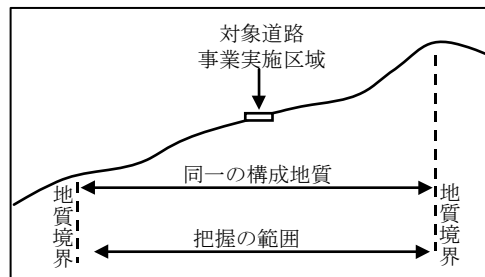 対象道路
事業実施区域
同一の構成地質
地質境界
地質境界
把握の範囲